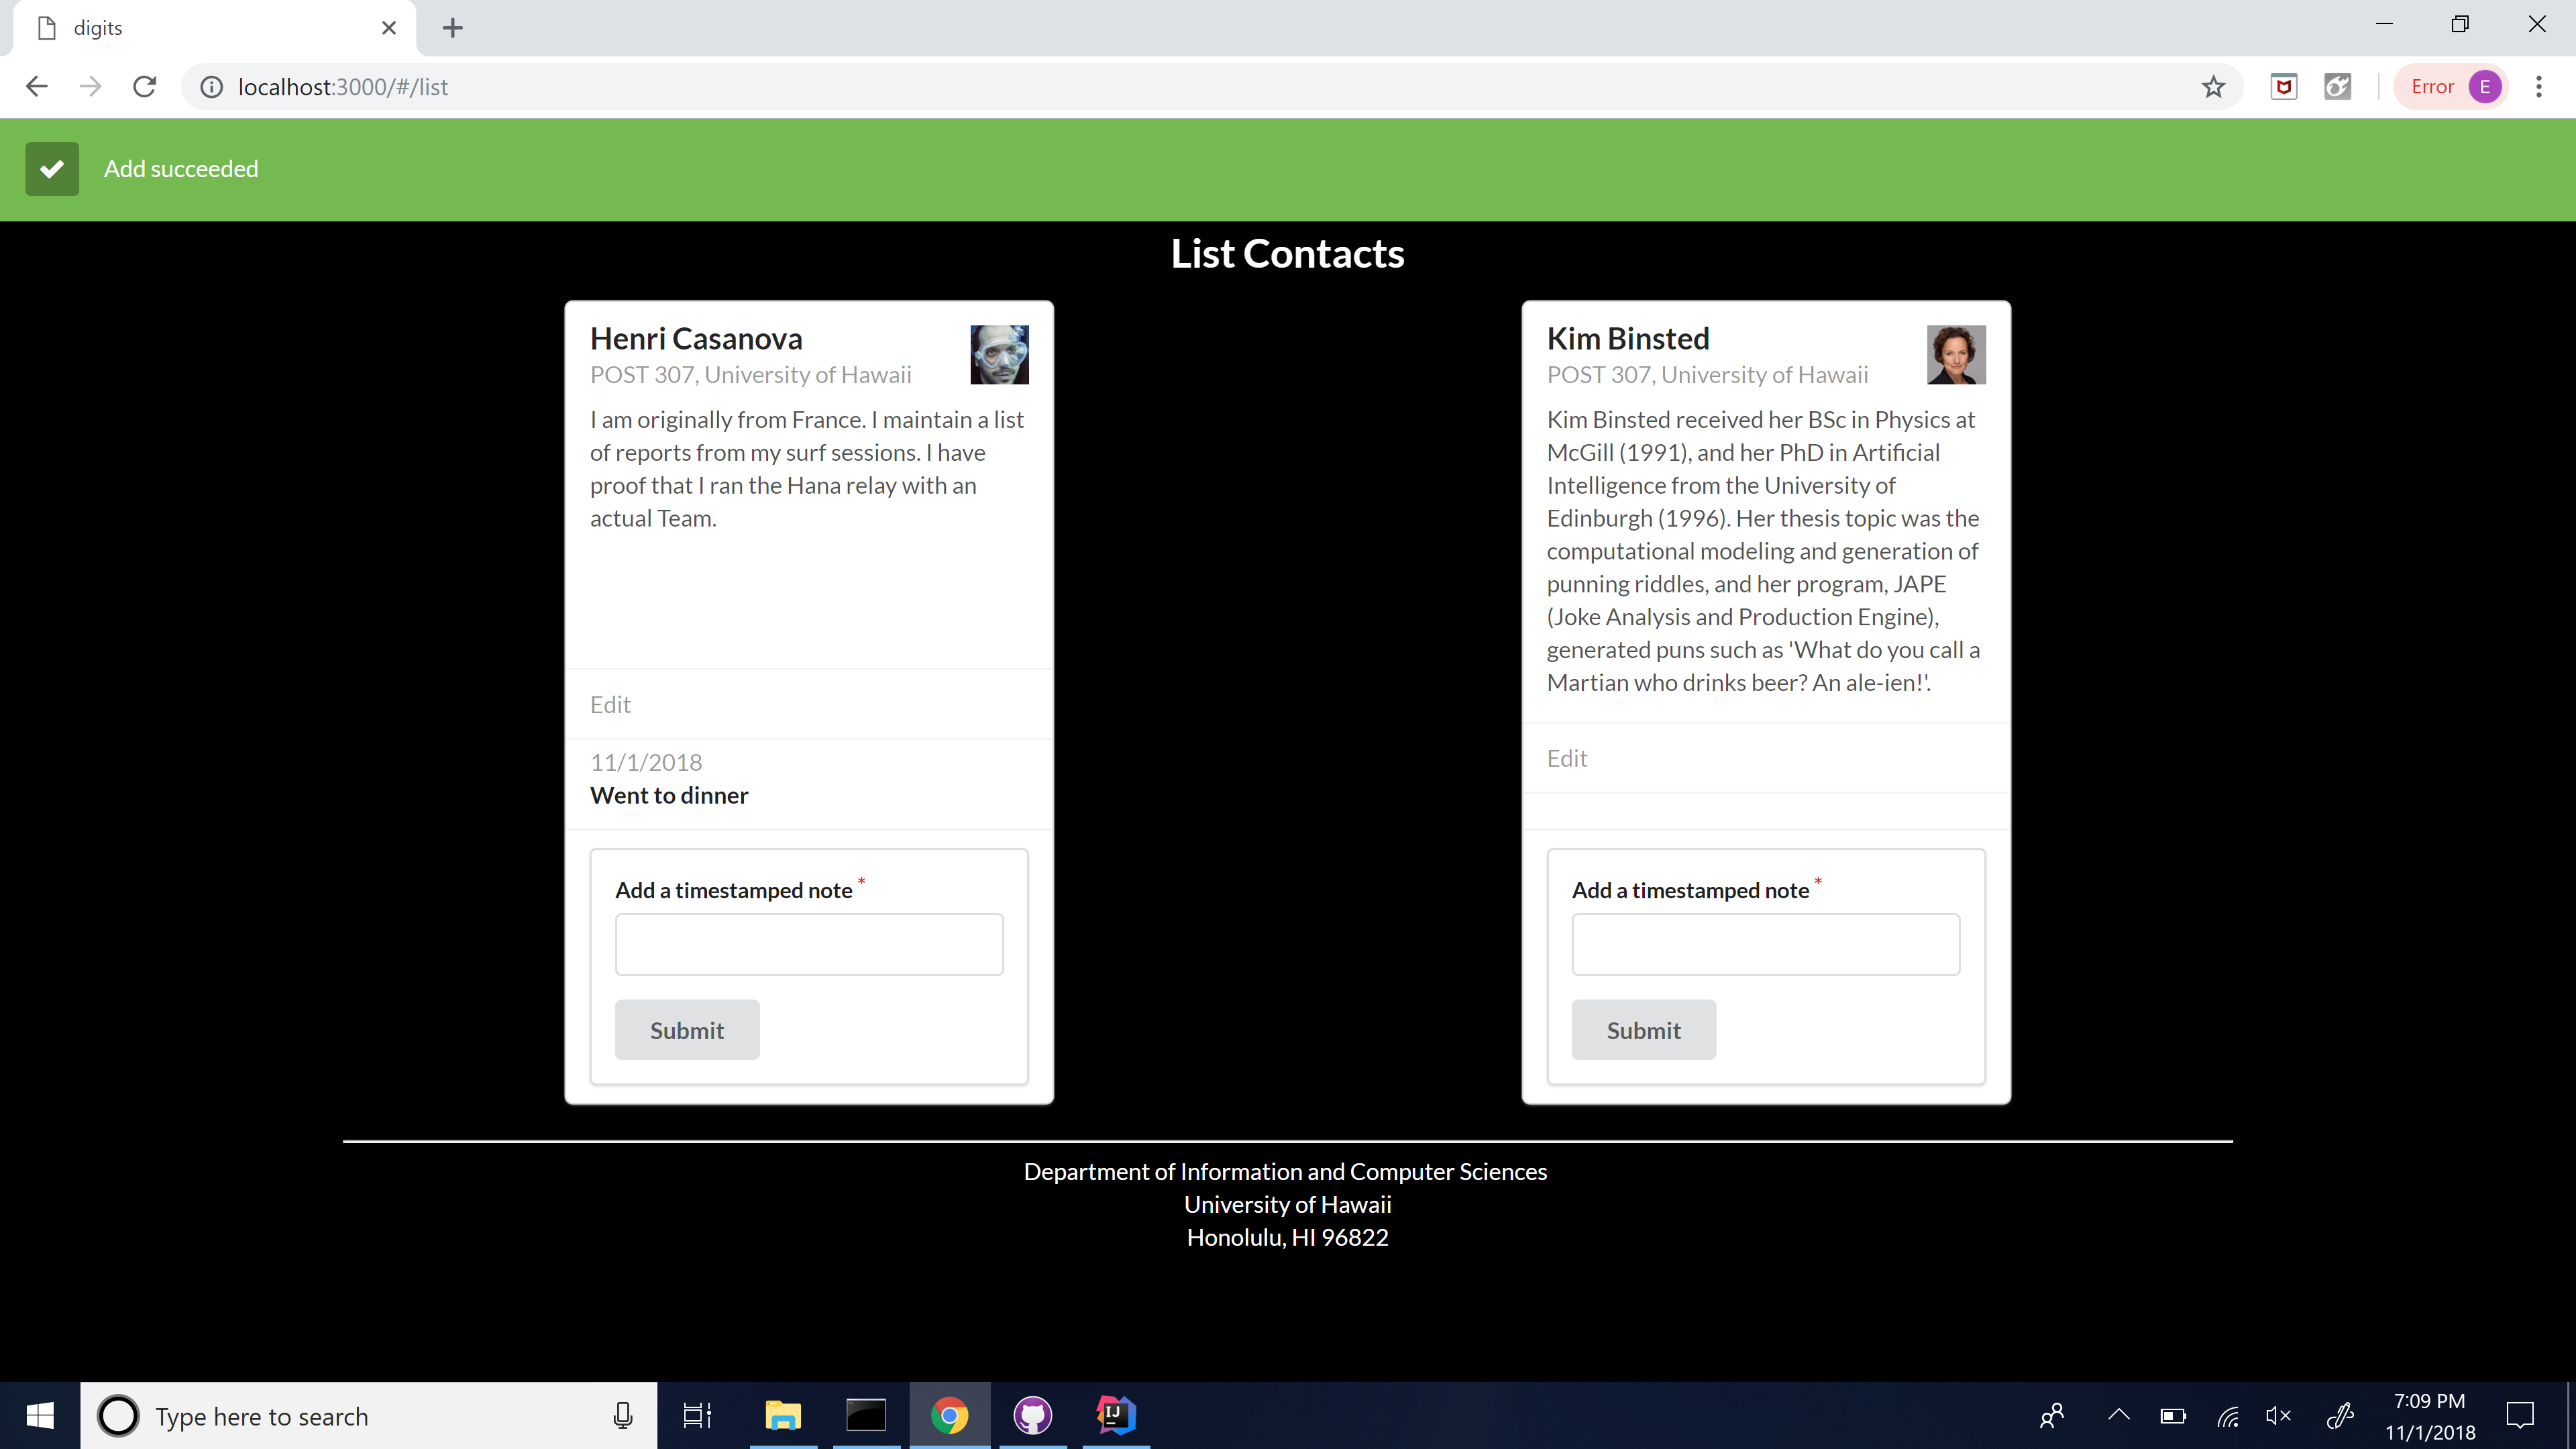 digits
localhost:3000/#/list
Error E
Add succeeded
List Contacts
Henri Casanova
POST 307, University of Hawaii
I am originally from France. I maintain a list
of reports from my surf sessions. I have
proof that I ran the Hana relay with an
actual Team.
Edit
11/1/2018
Went to dinner
Add a timestamped note *
Submit
Kim Binsted
POST 307, University of Hawaii
Kim Binsted received her BSc in Physics at
McGill (1991), and her PhD in Artificial
Intelligence from the University of
Edinburgh (1996). Her thesis topic was the
computational modeling and generation of
punning riddles, and her program, JAPE
(Joke Analysis and Production Engine),
generated puns such as 'What do you call a
Martian who drinks beer? An ale-ien!'.
Edit
Add a timestamped note *
Submit
Department of Information and Computer Sciences
University of Hawaii
Honolulu, HI 96822
Type here to search
IJ
7:09 PM
11/1/2018